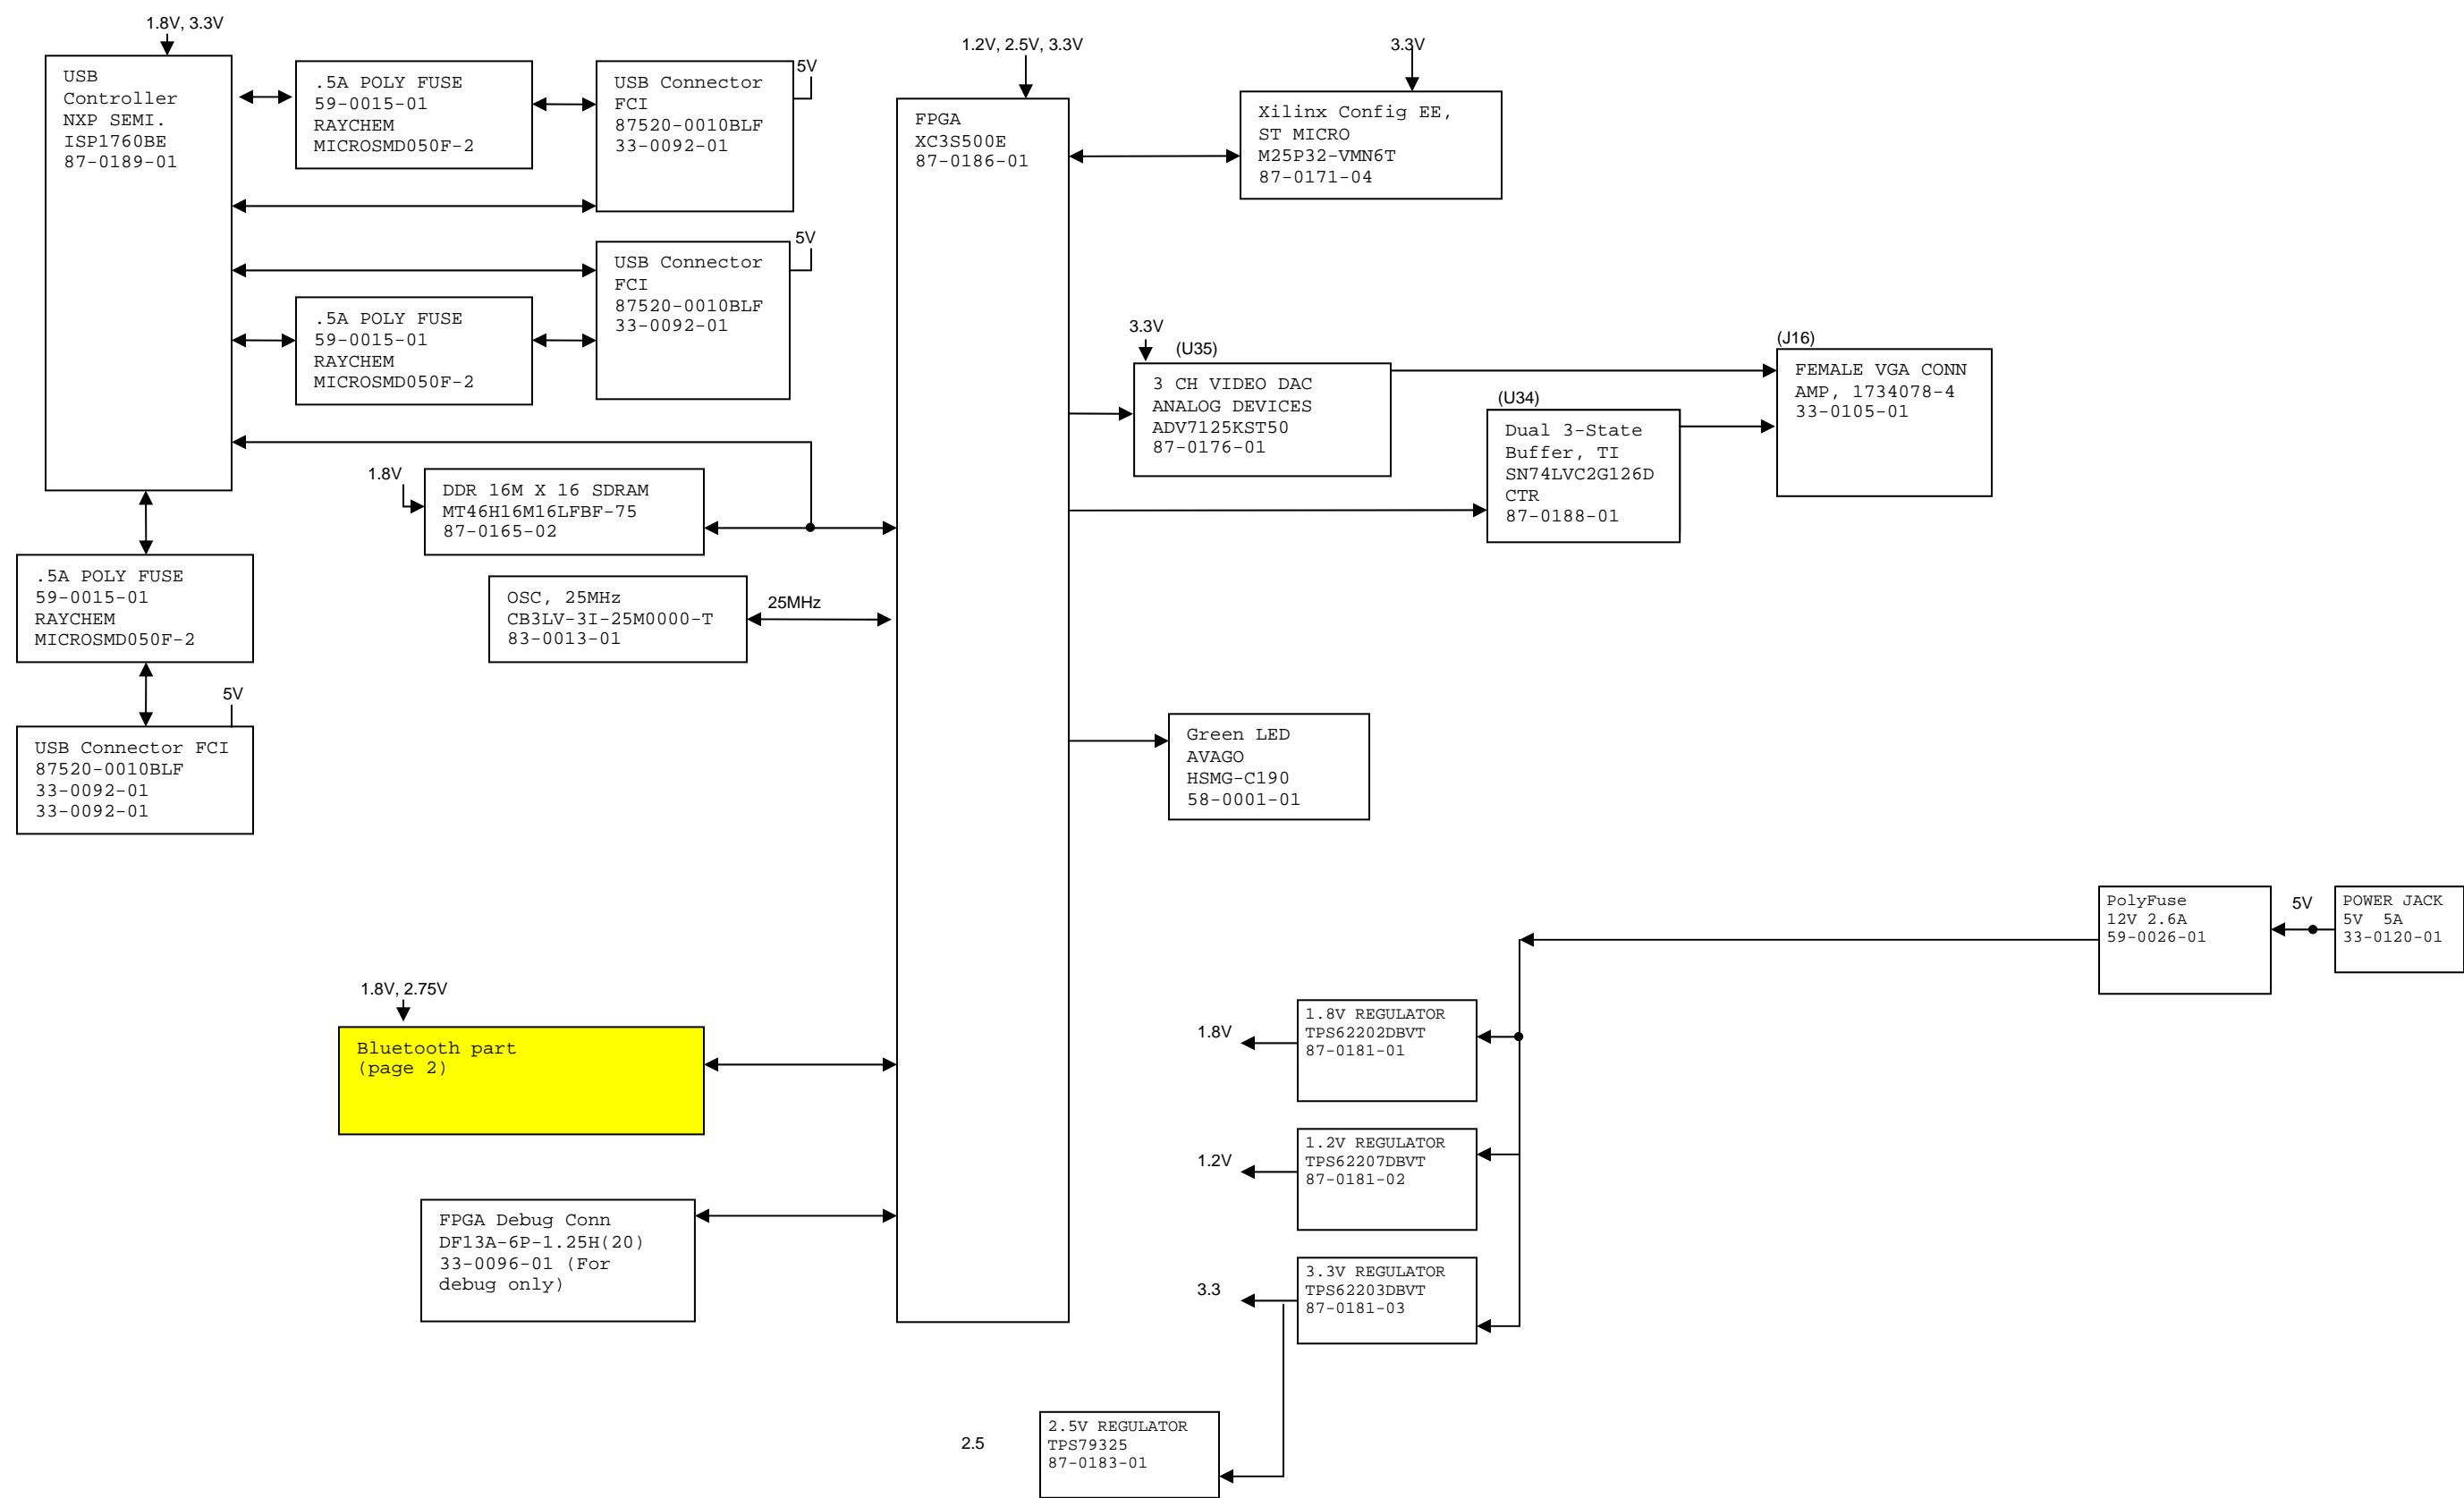 1.8V, 3.3V
USB
Controller
NXP SEMI.
ISP1760BE
87-0189-01
.5A POLY FUSE
59-0015-01
RAYCHEM
MICROSMD050F-2
5V
USB Connector
FCI
87520-0010BLF
33-0092-01
5V
USB Connector
FCI
87520-0010BLF
33-0092-01
.5A POLY FUSE
59-0015-01
RAYCHEM
MICROSMD050F-2
1.8V
DDR 16M X 16 SDRAM
MT46H16M16LFBF-75
87-0165-02
OSC, 25MHz
CB3LV-3I-25M0000-T
83-0013-01
25MHz
.5A POLY FUSE
59-0015-01
RAYCHEM
MICROSMD050F-2
5V
USB Connector FCI
87520-0010BLF
33-0092-01
33-0092-01
1.8V, 2.75V
Bluetooth part
(page 2)
FPGA Debug Conn
DF13A-6P-1.25H(20)
33-0096-01 (For
debug only)
1.2V, 2.5V, 3.3V
FPGA
XC3S500E
87-0186-01
3.3V
Xilinx Config EE,
ST MICRO
M25P32-VMN6T
87-0171-04
3.3V
(U35)
3 CH VIDEO DAC
ANALOG DEVICES
ADV7125KST50
87-0176-01
(U34)
Dual 3-State
Buffer, TI
SN74LVC2G126D
CTR
87-0188-01
(J16)
FEMALE VGA CONN
AMP, 1734078-4
33-0105-01
Green LED
AVAGO
HSMG-C190
58-0001-01
PolyFuse
12V 2.6A
59-0026-01
5V
POWER JACK
5V  5A
33-0120-01
1.8V
1.8V REGULATOR
TPS62202DBVT
87-0181-01
1.2V
1.2V REGULATOR
TPS62207DBVT
87-0181-02
3.3
3.3V REGULATOR
TPS62203DBVT
87-0181-03
2.5
2.5V REGULATOR
TPS79325
87-0183-01